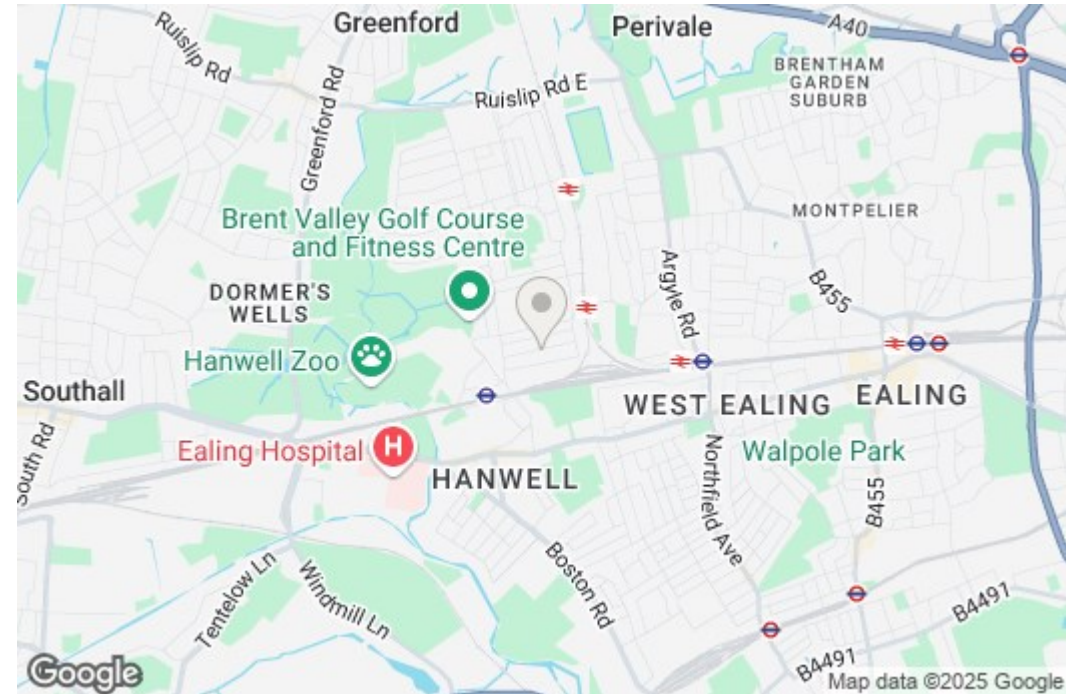 Greenford
Perivale
A40
Ruislip Rd
BRENTHAM
GARDEN
SUBURB
Ruislip Rd E
Greenford Rd
Brent Valley Golf Course
and Fitness Centre
MONTPELIER
Argyle Rd
B455
DORMER'S
WELLS
Hanwell Zoo
Southall
WEST EALING
EALING
South Rd
Ealing Hospital
H
HANWELL
Walpole Park
Northfield Ave
B455
Boston Rd
Tentelow Ln
Windmill Ln
B4491
B4491
Google
Map data ©2025 Google